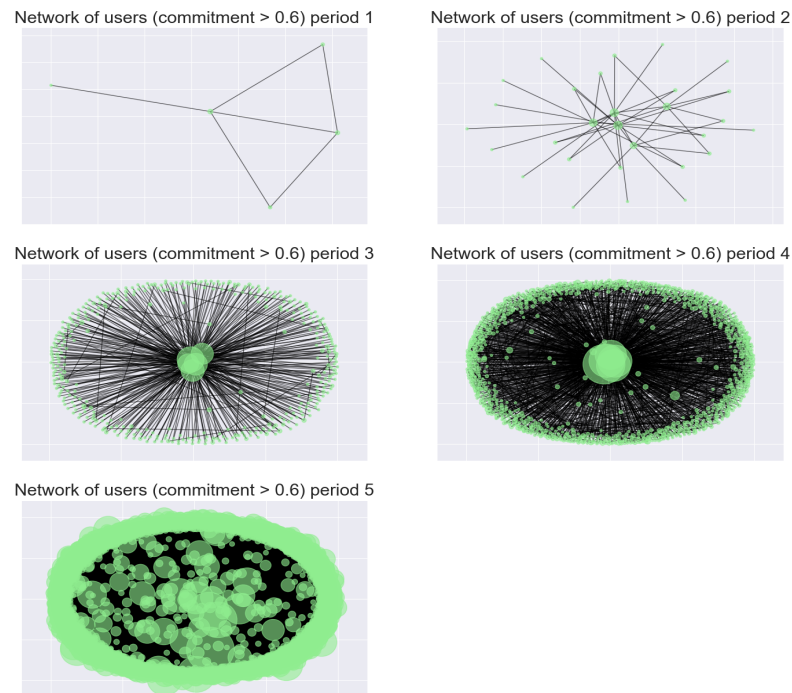 Network of users (commitment > 0.6) period 1
Network of users (commitment > 0.6) period 2
Network of users (commitment > 0.6) period 3
Network of users (commitment > 0.6) period 4
Network of users (commitment > 0.6) period 5